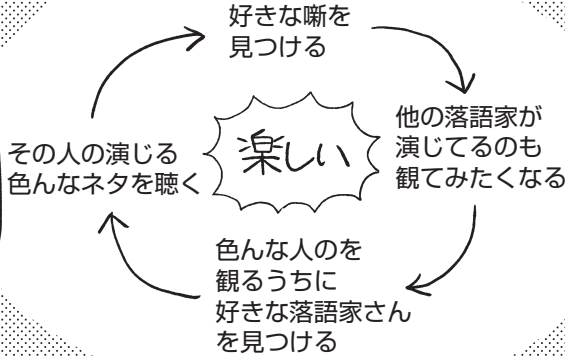 好きな噺を
見つける
他の落語家が
演じてるのも
観てみたくなる
色んな人のを
観るうちに
好きな落語家さん
を見つける
その人の演じる
色んなネタを聴く
楽しい